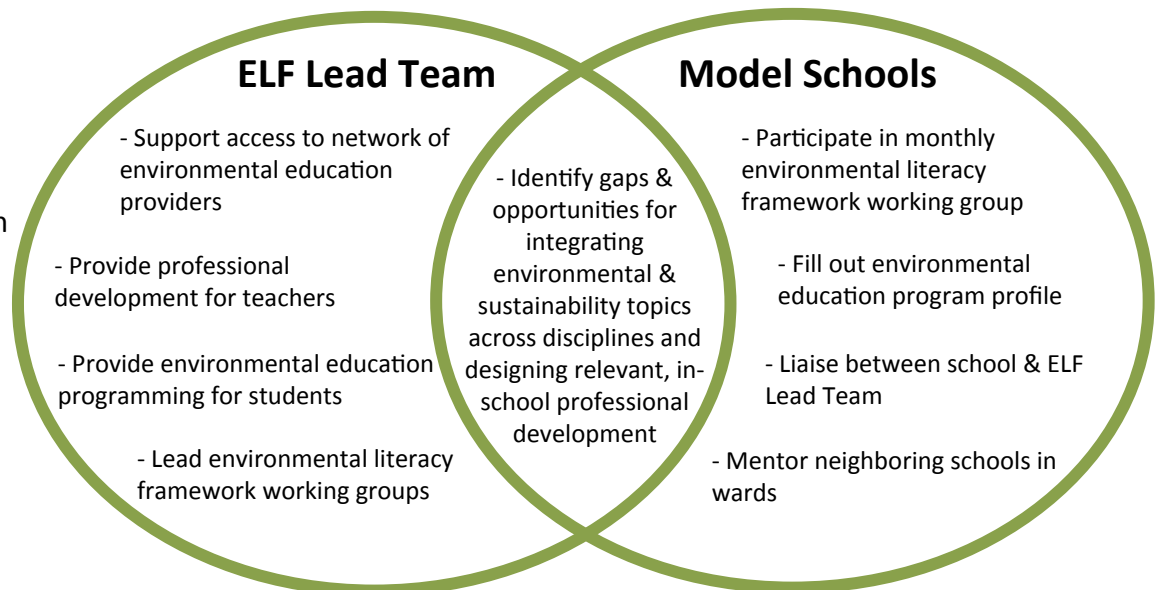 ELF Lead Team
- Support access to network of
environmental education
providers
- Provide professional
development for teachers
- Provide environmental education
programming for students
- Lead environmental literacy
framework working groups
- Identify gaps &
opportunities for
integrating
environmental &
sustainability topics
across disciplines and
designing relevant, in-
school professional
development
Model Schools
- Participate in monthly
environmental literacy
framework working group
- Fill out environmental
education program profile
- Liaise between school & ELF
Lead Team
- Mentor neighboring schools in
wards